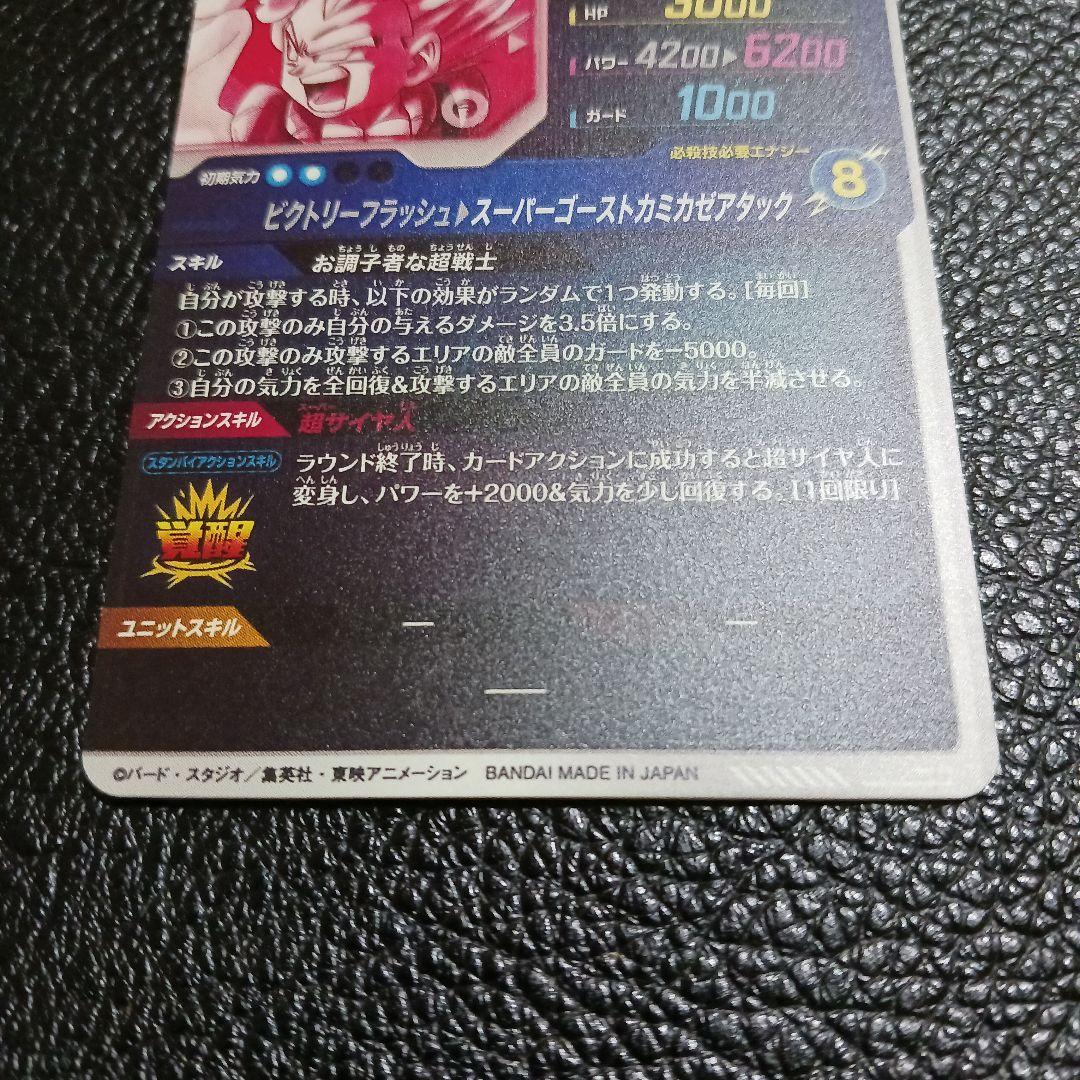 HP 3000
パワー 4200▶6200
ガード 1000
必殺技必要エナジー 8
初期気力
ビクトリーフラッシュ▶スーパーゴーストカミカゼアタック
スキル お調子者な超戦士
自分が攻撃する時、以下の効果がランダムで1つ発動する。[毎回]
①この攻撃のみ自分の与えるダメージを3.5倍にする。
②この攻撃のみ攻撃するエリアの敵全員のガードを-5000。
③自分の気力を全回復&攻撃するエリアの敵全員の気力を半減させる。
アクションスキル 超サイヤ人
スタンバイアクションスキル
覚醒
ラウンド終了時、カードアクションに成功すると超サイヤ人に
変身し、パワーを+2000&気力を少し回復する。[1回限り]
ユニットスキル — —
—
©バード・スタジオ/集英社・東映アニメーション BANDAI MADE IN JAPAN